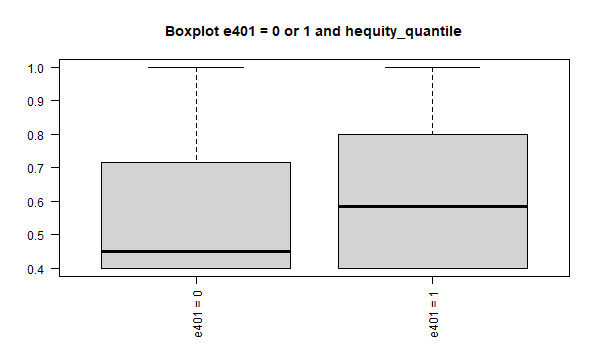 Boxplot e401 = 0 or 1 and hequity_quantile
1.0
0.9
0.8
0.7
0.6
0.5
0.4
e401 = 0
e401 = 1